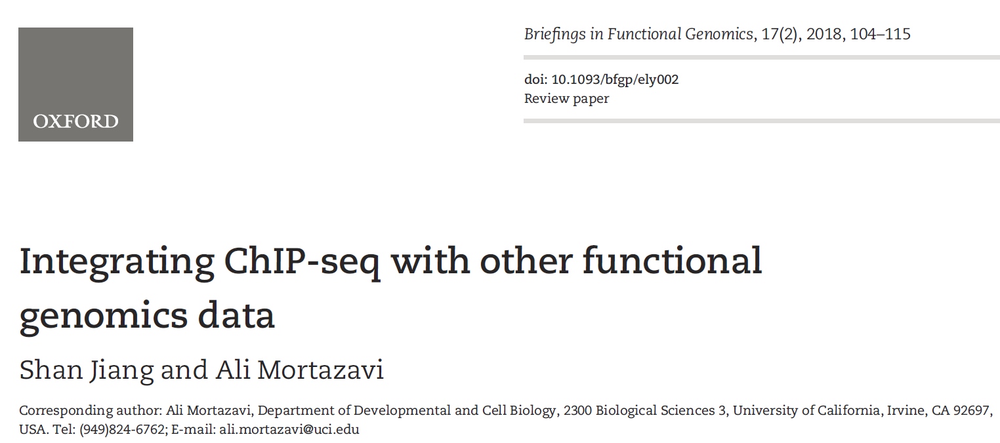 OXFORD
Briefings in Functional Genomics, 17(2), 2018, 104–115
doi: 10.1093/bfgp/ely002
Review paper
Integrating ChIP-seq with other functional
genomics data
Shan Jiang and Ali Mortazavi
Corresponding author: Ali Mortazavi, Department of Developmental and Cell Biology, 2300 Biological Sciences 3, University of California, Irvine, CA 92697,
USA. Tel: (949)824-6762; E-mail: ali.mortazavi@uci.edu